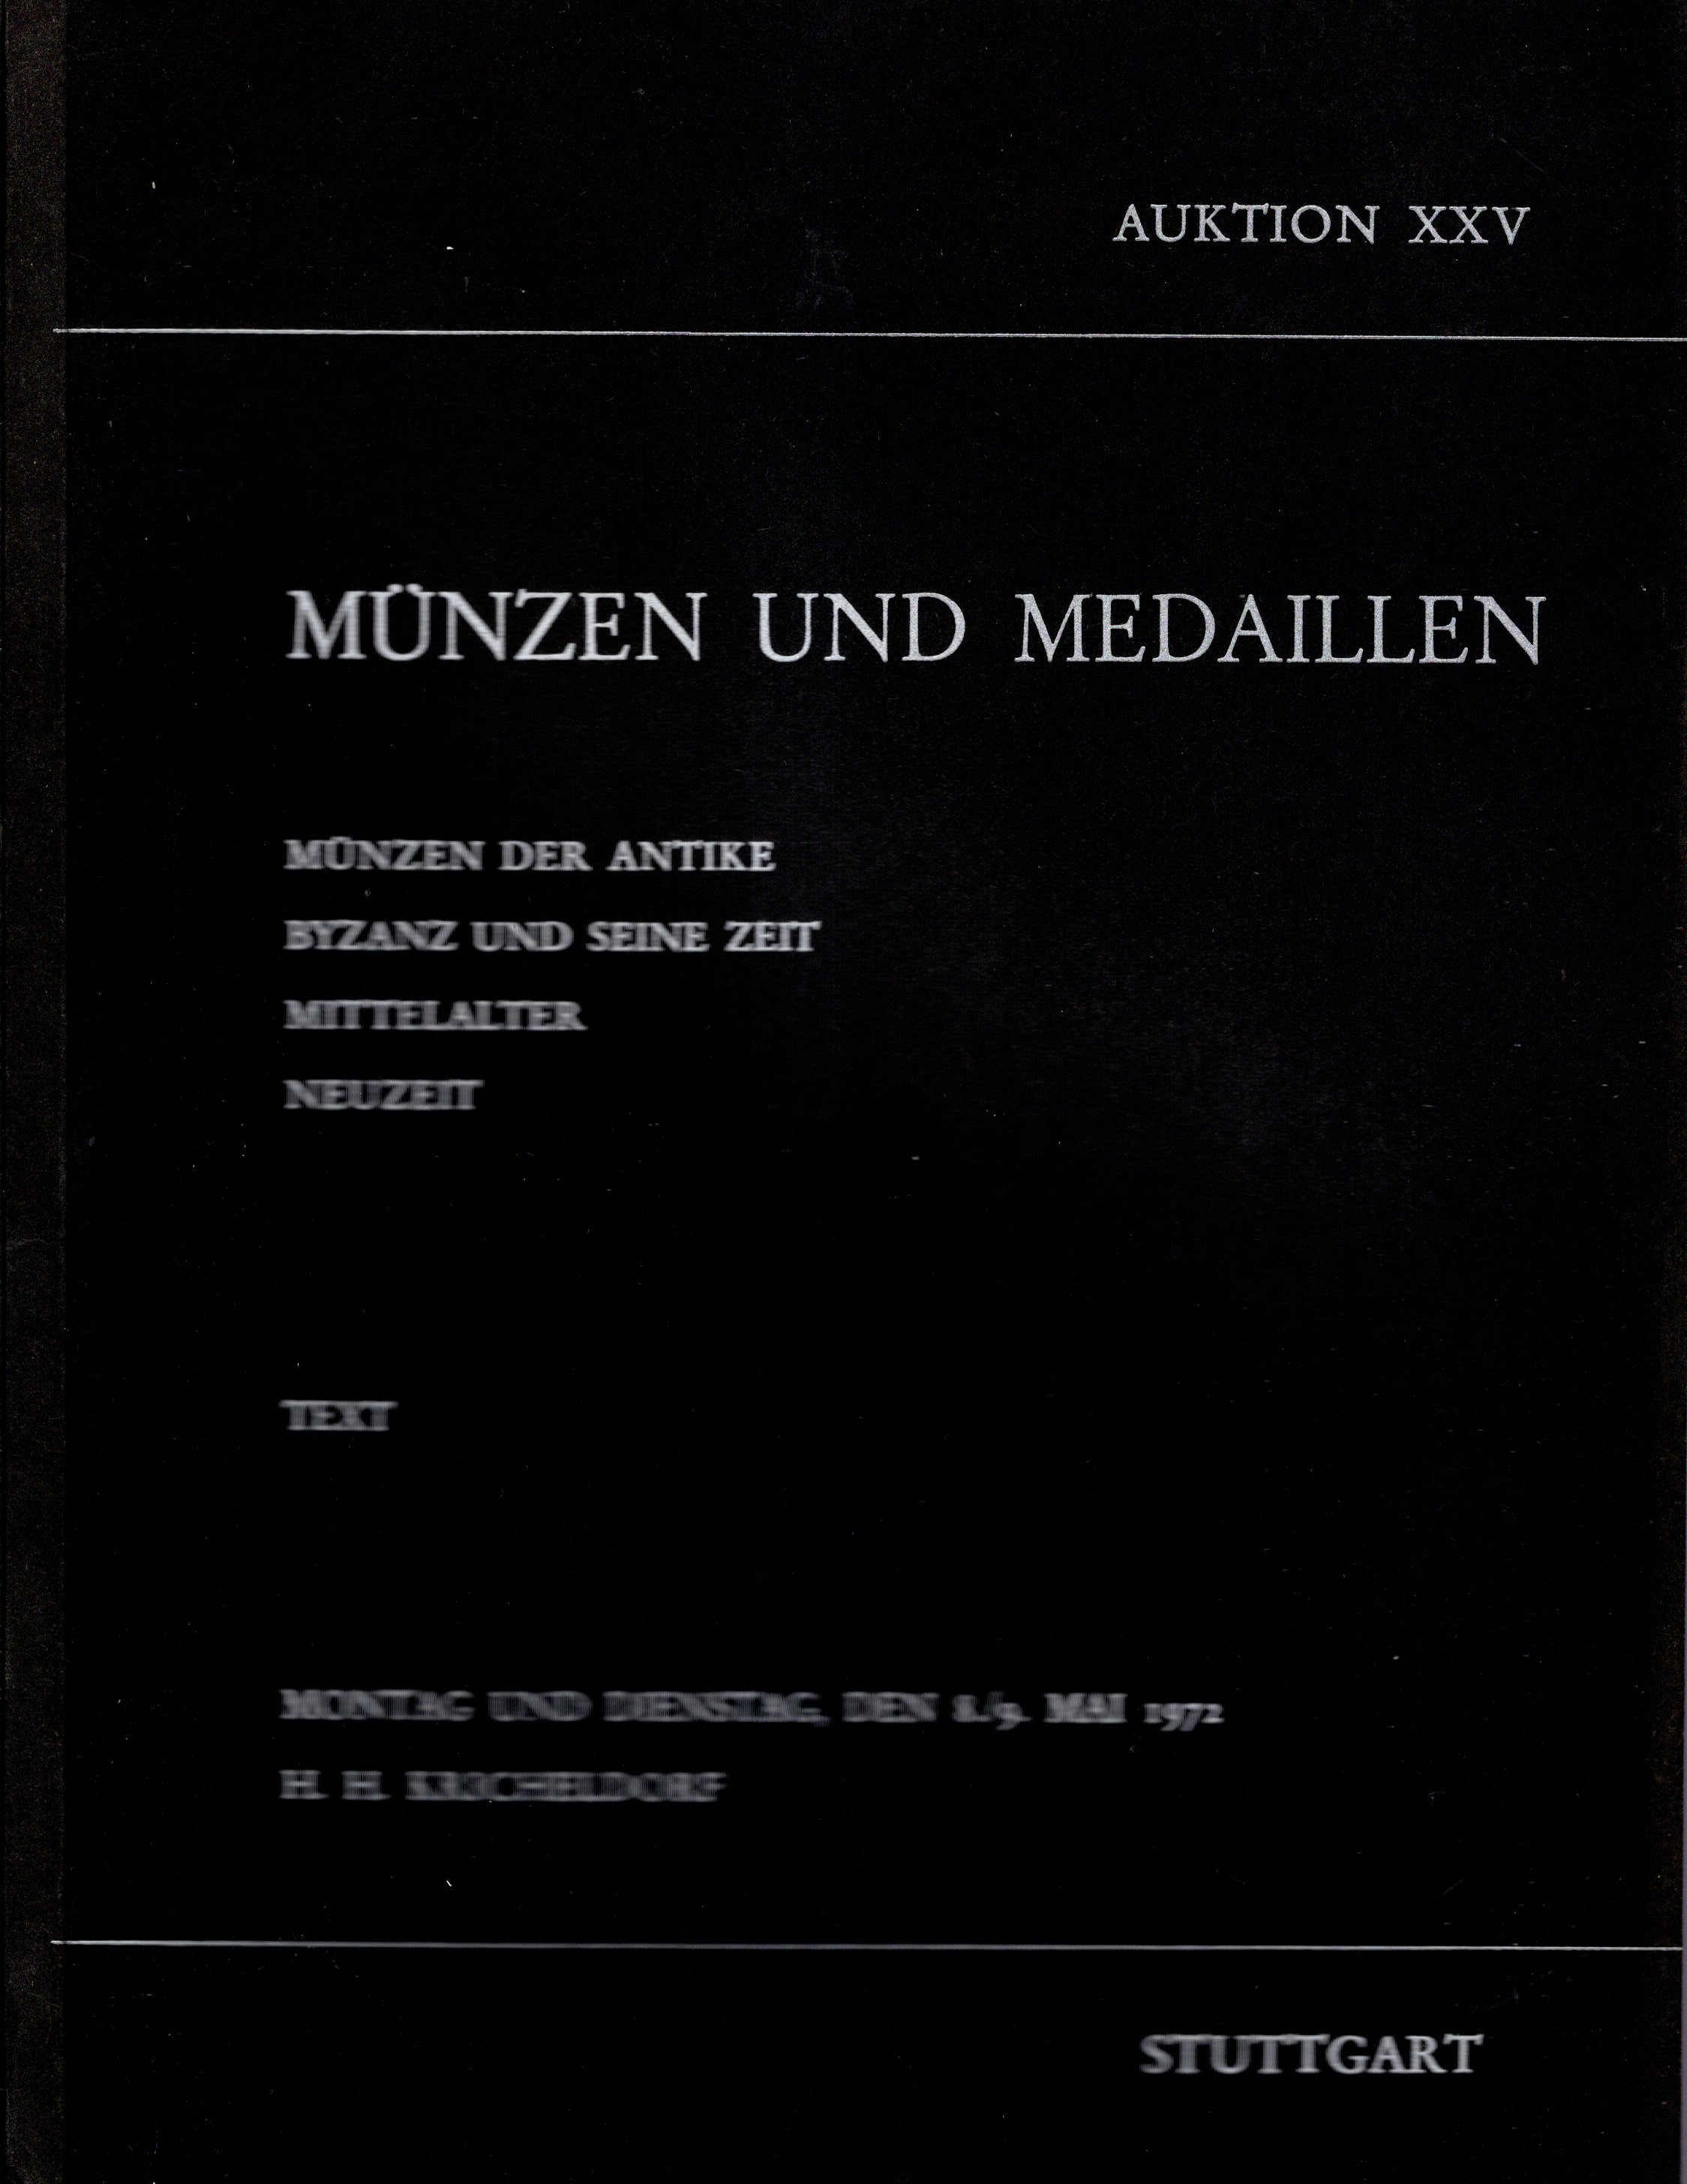 AUKTION XXV
MÜNZEN UND MEDAILLEN
MÜNZEN DER ANTIKE
BYZANZ UND SEINE ZEIT
MITTELALTER
NEUZEIT
TEXT
MONTAG UND DIENSTAG, DEN 8./9. MAI 1972
H. H. KRICHELDORF
STUTTGART